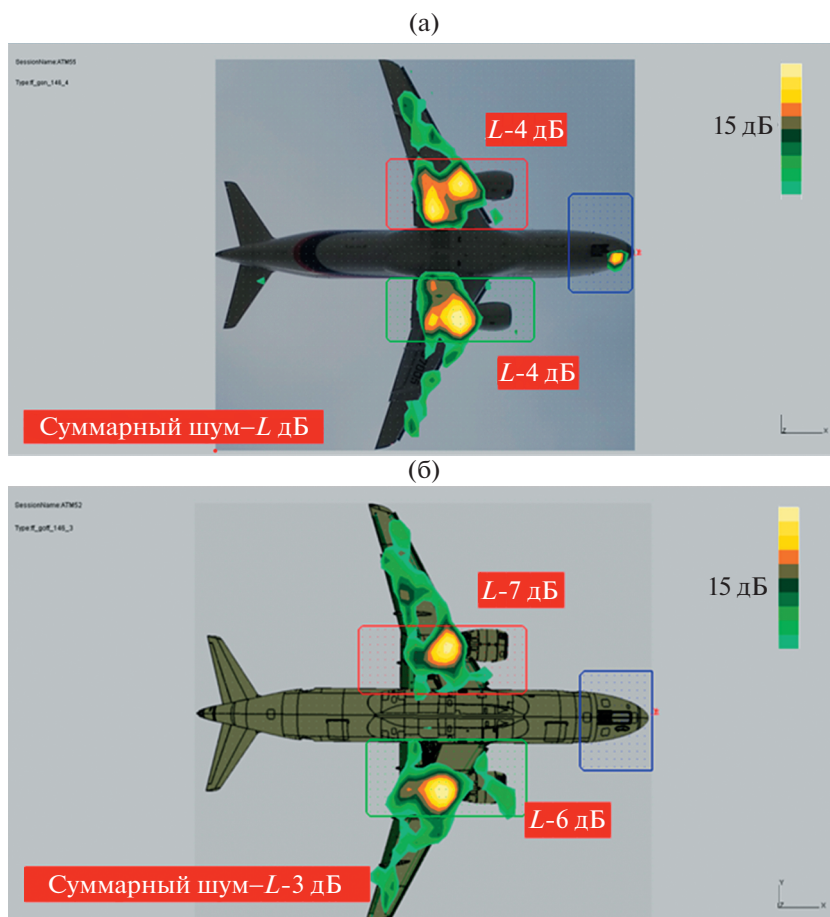 (а)
SessionName:ATM55
Type:ff_gon_146_4
15 дБ
L-4 дБ
L-4 дБ
Суммарный шум–L дБ
Z X
(б)
SessionName:ATM52
Type:ff_goff_146_3
15 дБ
L-7 дБ
L-6 дБ
Суммарный шум–L-3 дБ
Y
Z X